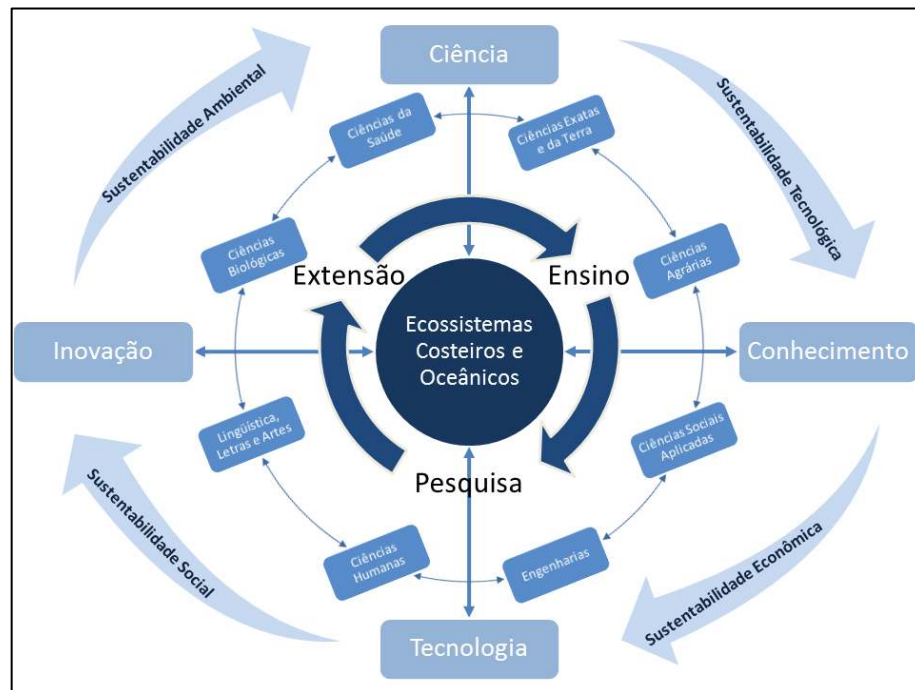 Ciência
Sustentabilidade Ambiental
Sustentabilidade Tecnológica
Ciências da
Saúde
Ciências Exatas
e da Terra
Ciências
Biológicas
Ciências
Agrárias
Extensão
Ensino
Inovação
Ecossistemas
Costeiros e
Oceânicos
Conhecimento
Lingüística,
Letras e Artes
Ciências Sociais
Aplicadas
Pesquisa
Ciências
Humanas
Engenharias
Sustentabilidade Social
Sustentabilidade Econômica
Tecnologia